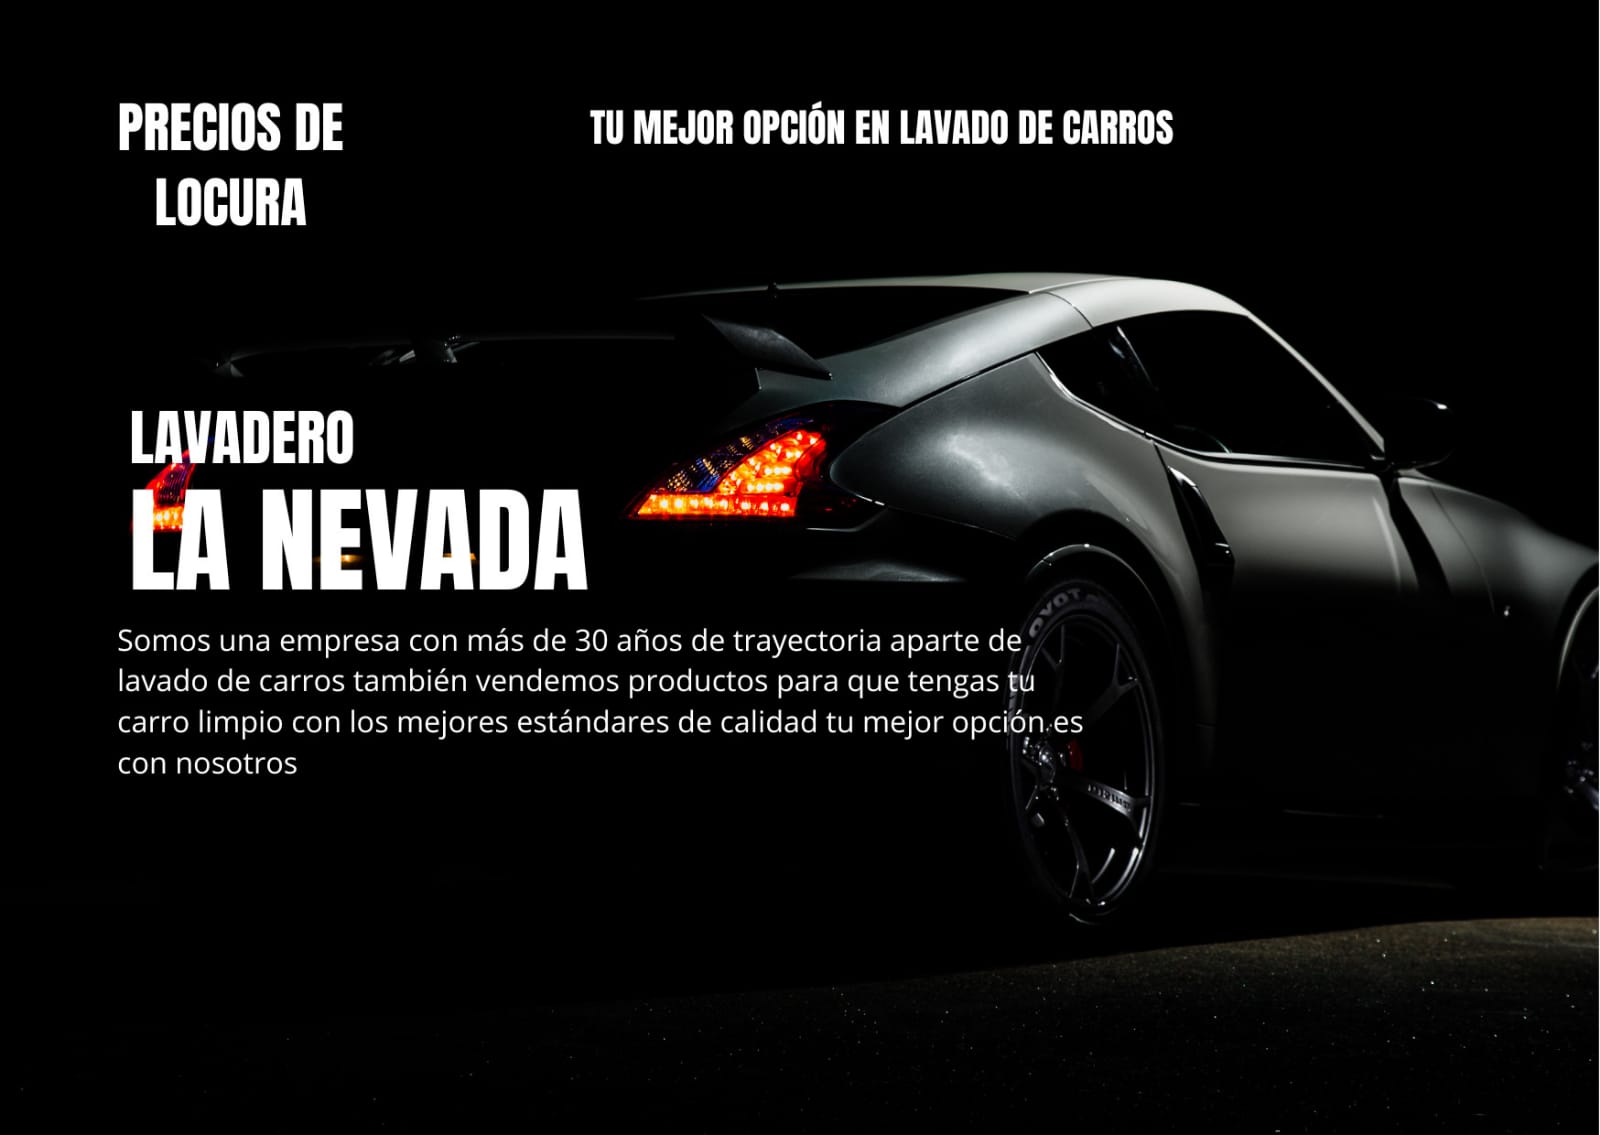 PRECIOS DE
LOCURA
TU MEJOR OPCIÓN EN LAVADO DE CARROS
LAVADERO
LA NEVADA
Somos una empresa con más de 30 años de trayectoria aparte de
lavado de carros también vendemos productos para que tengas tu
carro limpio con los mejores estándares de calidad tu mejor opción es
con nosotros